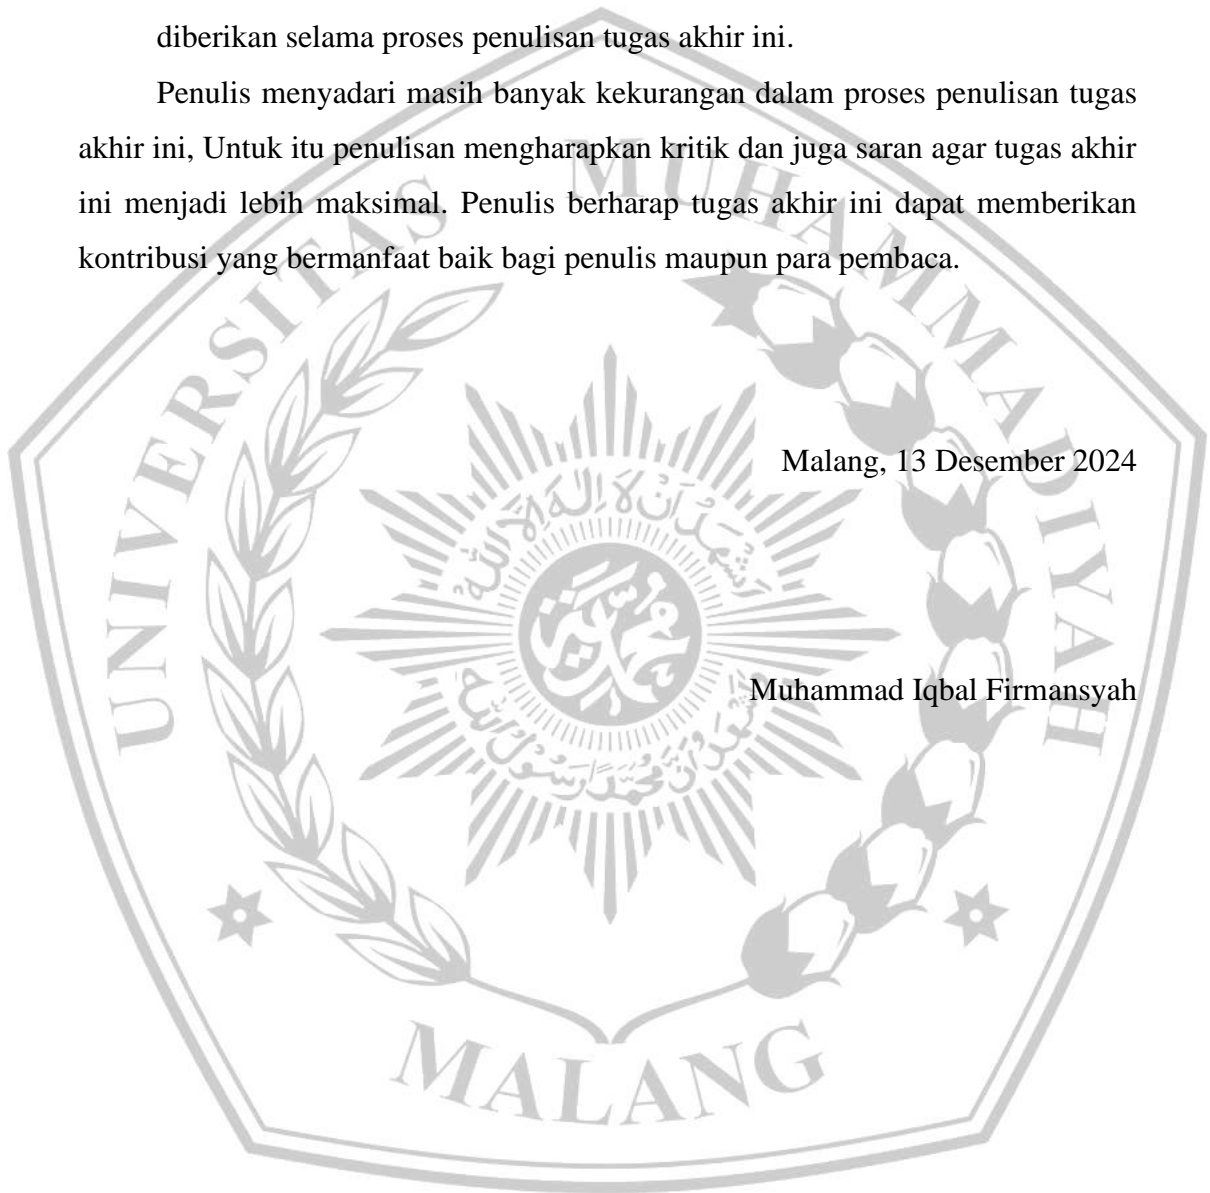 diberikan selama proses penulisan tugas akhir ini.
Penulis menyadari masih banyak kekurangan dalam proses penulisan tugas
akhir ini, Untuk itu penulisan mengharapkan kritik dan juga saran agar tugas akhir
ini menjadi lebih maksimal. Penulis berharap tugas akhir ini dapat memberikan
kontribusi yang bermanfaat baik bagi penulis maupun para pembaca.
Malang, 13 Desember 2024
Muhammad Iqbal Firmansyah
UNIVERSITAS MUHAMMADIYAH
MALANG